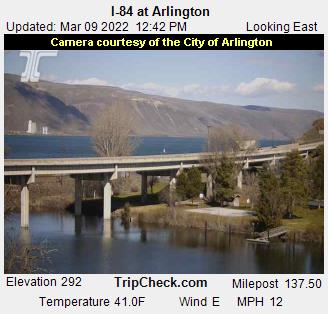 I-84 at Arlington
Updated: Mar 09 2022 12:42 PM Looking East
Camera courtesy of the City of Arlington
Elevation 292 TripCheck.com Milepost 137.50
Temperature 41.0F Wind E MPH 12